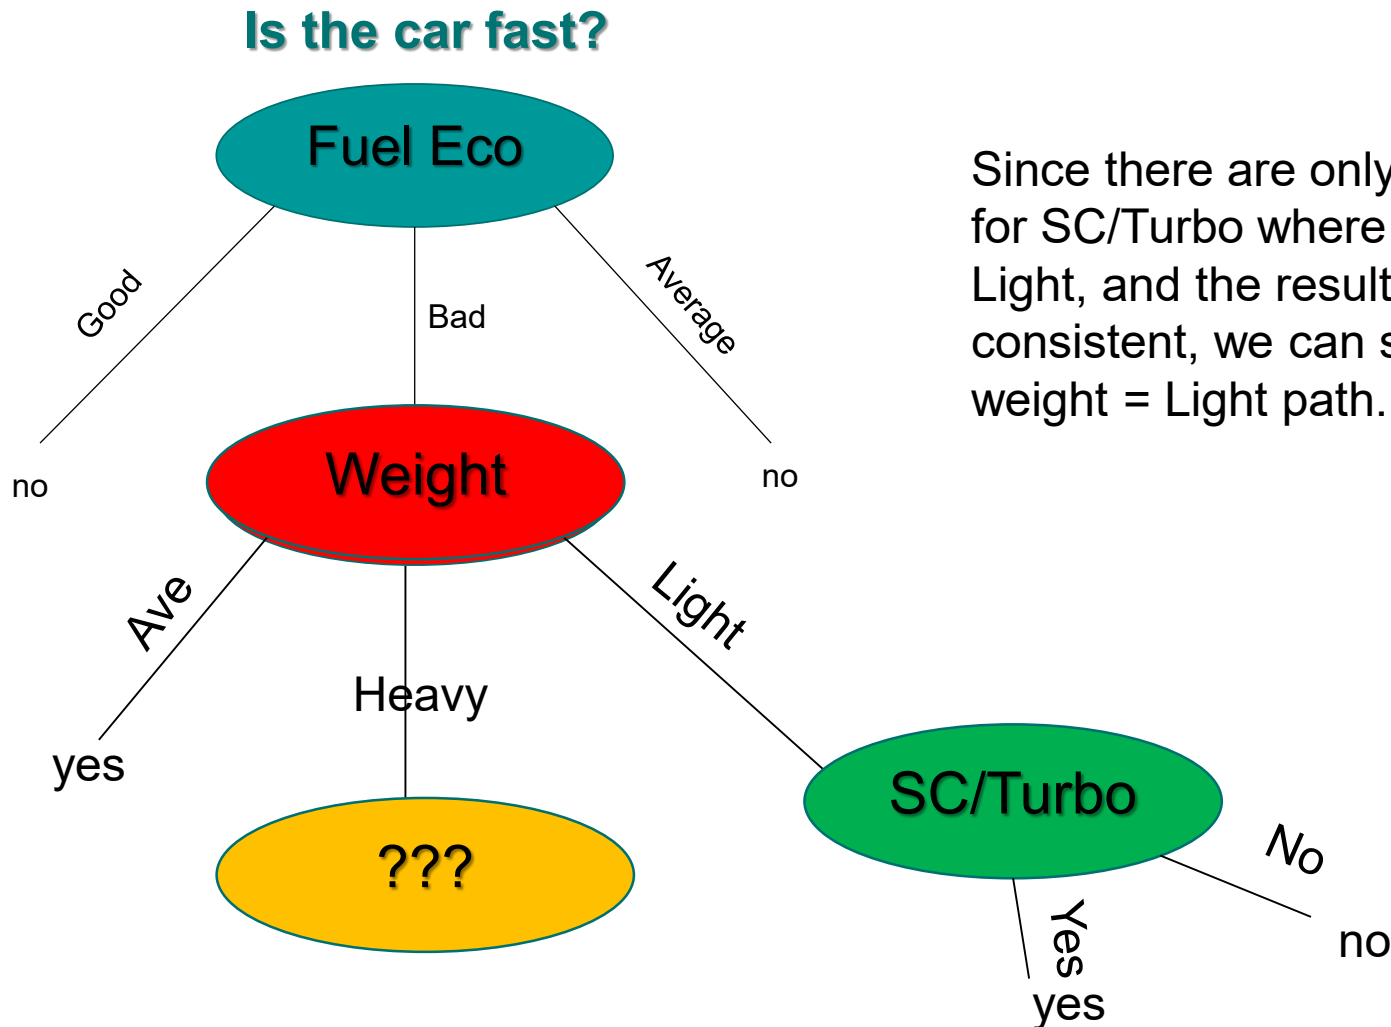 Is the car fast?
Fuel Eco
Since there are only
for SC/Turbo where
Light, and the result
consistent, we can s
weight = Light path.
Good
Bad
Average
no
Weight
no
Ave
Heavy
Light
yes
???
SC/Turbo
No
Yes
no
yes